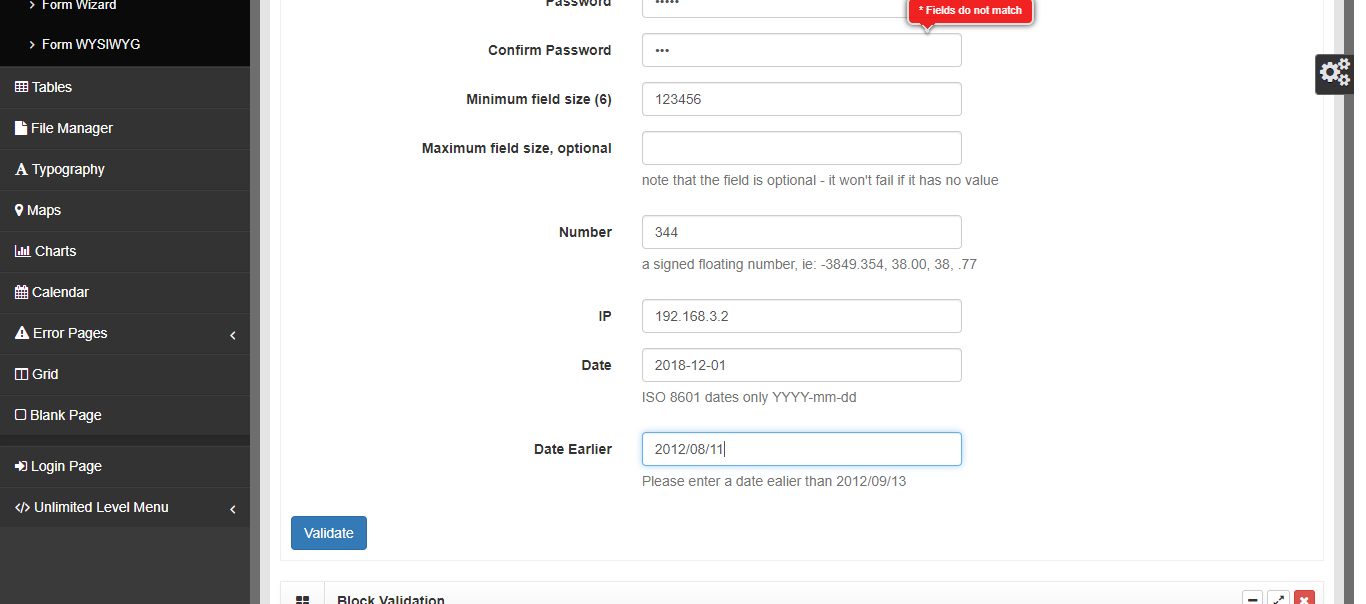 Form Wizard
Form WYSIWYG
Tables
File Manager
Typography
Maps
Charts
Calendar
Error Pages
Grid
Blank Page
Login Page
Unlimited Level Menu
Password
•••••
* Fields do not match
Confirm Password
•••
Minimum field size (6)
123456
Maximum field size, optional
note that the field is optional - it won't fail if it has no value
Number
344
a signed floating number, ie: -3849.354, 38.00, 38, .77
IP
192.168.3.2
Date
2018-12-01
ISO 8601 dates only YYYY-mm-dd
Date Earlier
2012/08/11
Please enter a date ealier than 2012/09/13
Validate
Block Validation